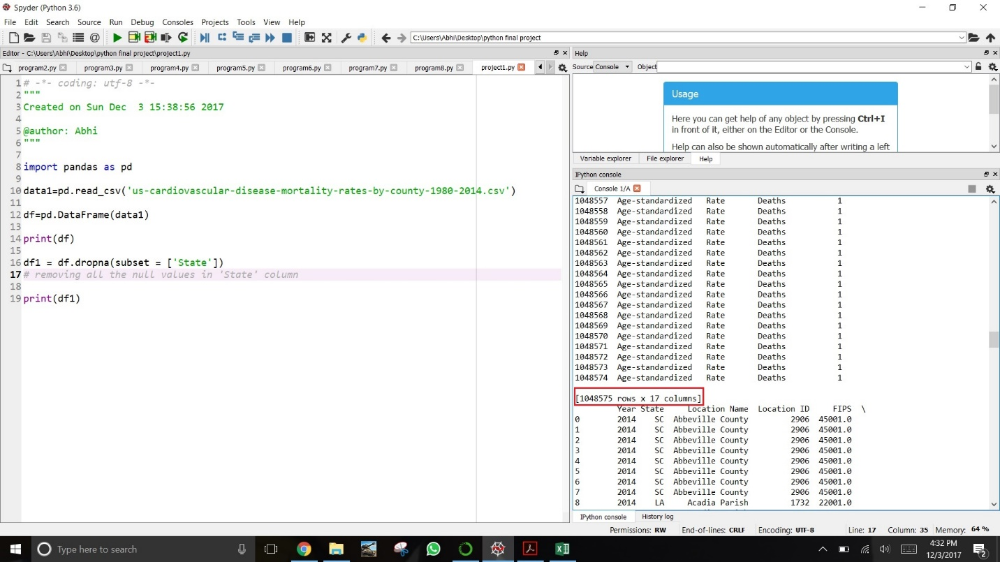 Spyder (Python 3.6)
File Edit Search Source Run Debug Consoles Projects Tools View Help
C:\Users\Abhi\Desktop\python final project
Editor - C:\Users\Abhi\Desktop\python final project\project1.py
program2.py program3.py program4.py program5.py program6.py program7.py program8.py project1.py
1 # -*- coding: utf-8 -*-
2 """
3 Created on Sun Dec  3 15:38:56 2017
4
5 @author: Abhi
6 """
7
8 import pandas as pd
9
10 data1=pd.read_csv('us-cardiovascular-disease-mortality-rates-by-county-1980-2014.csv')
11
12 df=pd.DataFrame(data1)
13
14 print(df)
15
16 df1 = df.dropna(subset = ['State'])
17 # removing all the null values in 'State' column
18
19 print(df1)
Help
Source Console Object
Usage
Here you can get help of any object by pressing Ctrl+I
in front of it, either on the Editor or the Console.
Help can also be shown automatically after writing a left
Variable explorer File explorer Help
IPython console
Console 1/A
1048557 Age-standardized Rate Deaths 1
1048558 Age-standardized Rate Deaths 1
1048559 Age-standardized Rate Deaths 1
1048560 Age-standardized Rate Deaths 1
1048561 Age-standardized Rate Deaths 1
1048562 Age-standardized Rate Deaths 1
1048563 Age-standardized Rate Deaths 1
1048564 Age-standardized Rate Deaths 1
1048565 Age-standardized Rate Deaths 1
1048566 Age-standardized Rate Deaths 1
1048567 Age-standardized Rate Deaths 1
1048568 Age-standardized Rate Deaths 1
1048569 Age-standardized Rate Deaths 1
1048570 Age-standardized Rate Deaths 1
1048571 Age-standardized Rate Deaths 1
1048572 Age-standardized Rate Deaths 1
1048573 Age-standardized Rate Deaths 1
1048574 Age-standardized Rate Deaths 1
[1048575 rows x 17 columns]
Year State Location Name Location ID FIPS \
0 2014 SC Abbeville County 2906 45001.0
1 2014 SC Abbeville County 2906 45001.0
2 2014 SC Abbeville County 2906 45001.0
3 2014 SC Abbeville County 2906 45001.0
4 2014 SC Abbeville County 2906 45001.0
5 2014 SC Abbeville County 2906 45001.0
6 2014 SC Abbeville County 2906 45001.0
7 2014 SC Abbeville County 2906 45001.0
8 2014 LA Acadia Parish 1732 22001.0
IPython console History log
Permissions: RW End-of-lines: CRLF Encoding: UTF-8 Line: 17 Column: 35 Memory: 64 %
Type here to search
4:32 PM
12/3/2017
2